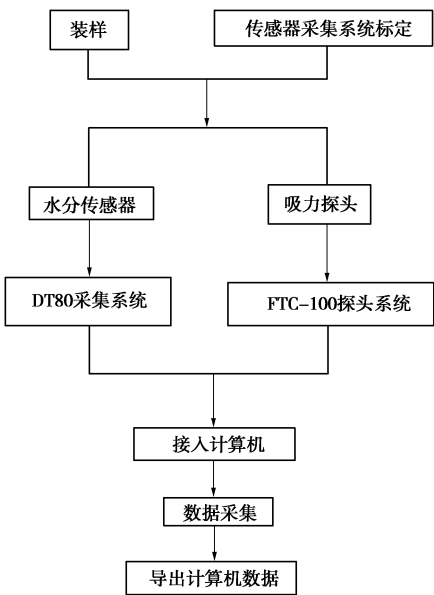 装样
传感器采集系统标定
水分传感器
吸力探头
DT80采集系统
FTC-100探头系统
接入计算机
数据采集
导出计算机数据